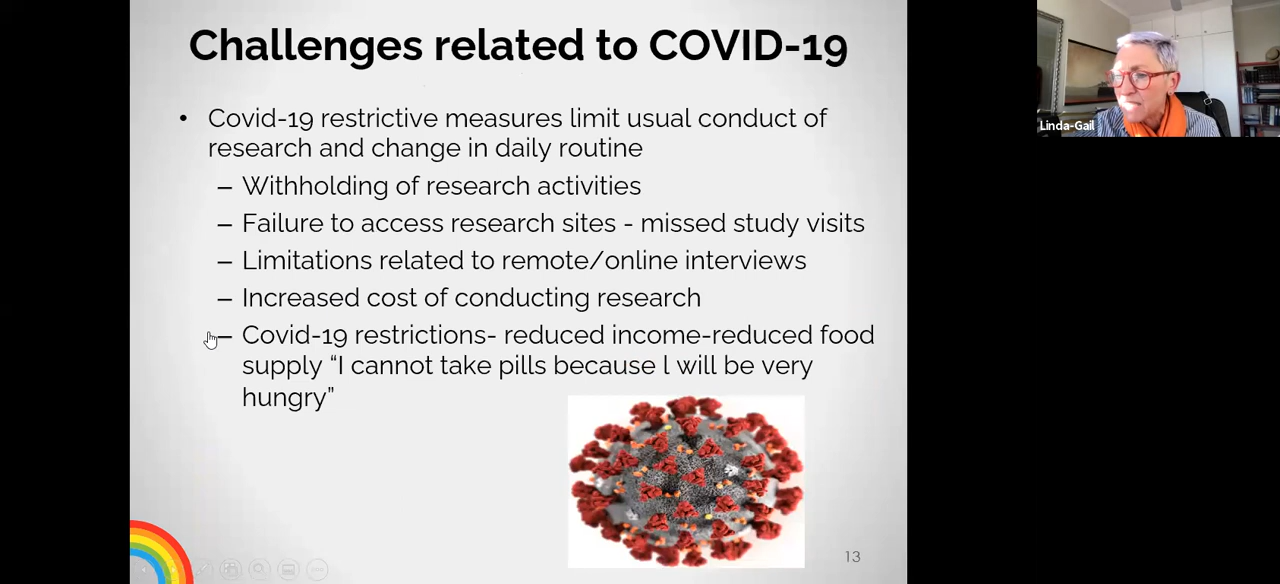 Challenges related to COVID-19
• Covid-19 restrictive measures limit usual conduct of
research and change in daily routine
– Withholding of research activities
– Failure to access research sites - missed study visits
– Limitations related to remote/online interviews
– Increased cost of conducting research
– Covid-19 restrictions- reduced income-reduced food
supply “I cannot take pills because l will be very
hungry”
13
Linda-Gail